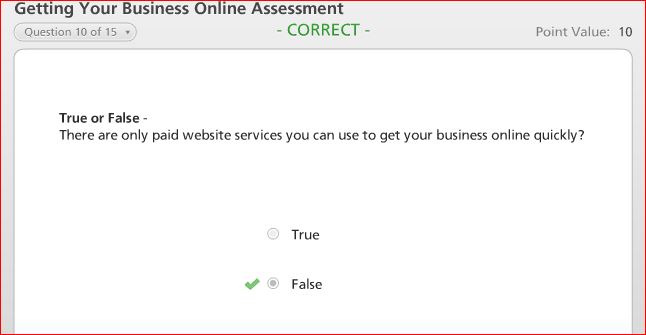 Getting Your Business Online Assessment
Question 10 of 15
- CORRECT -
Point Value: 10
True or False -
There are only paid website services you can use to get your business online quickly?
True
False